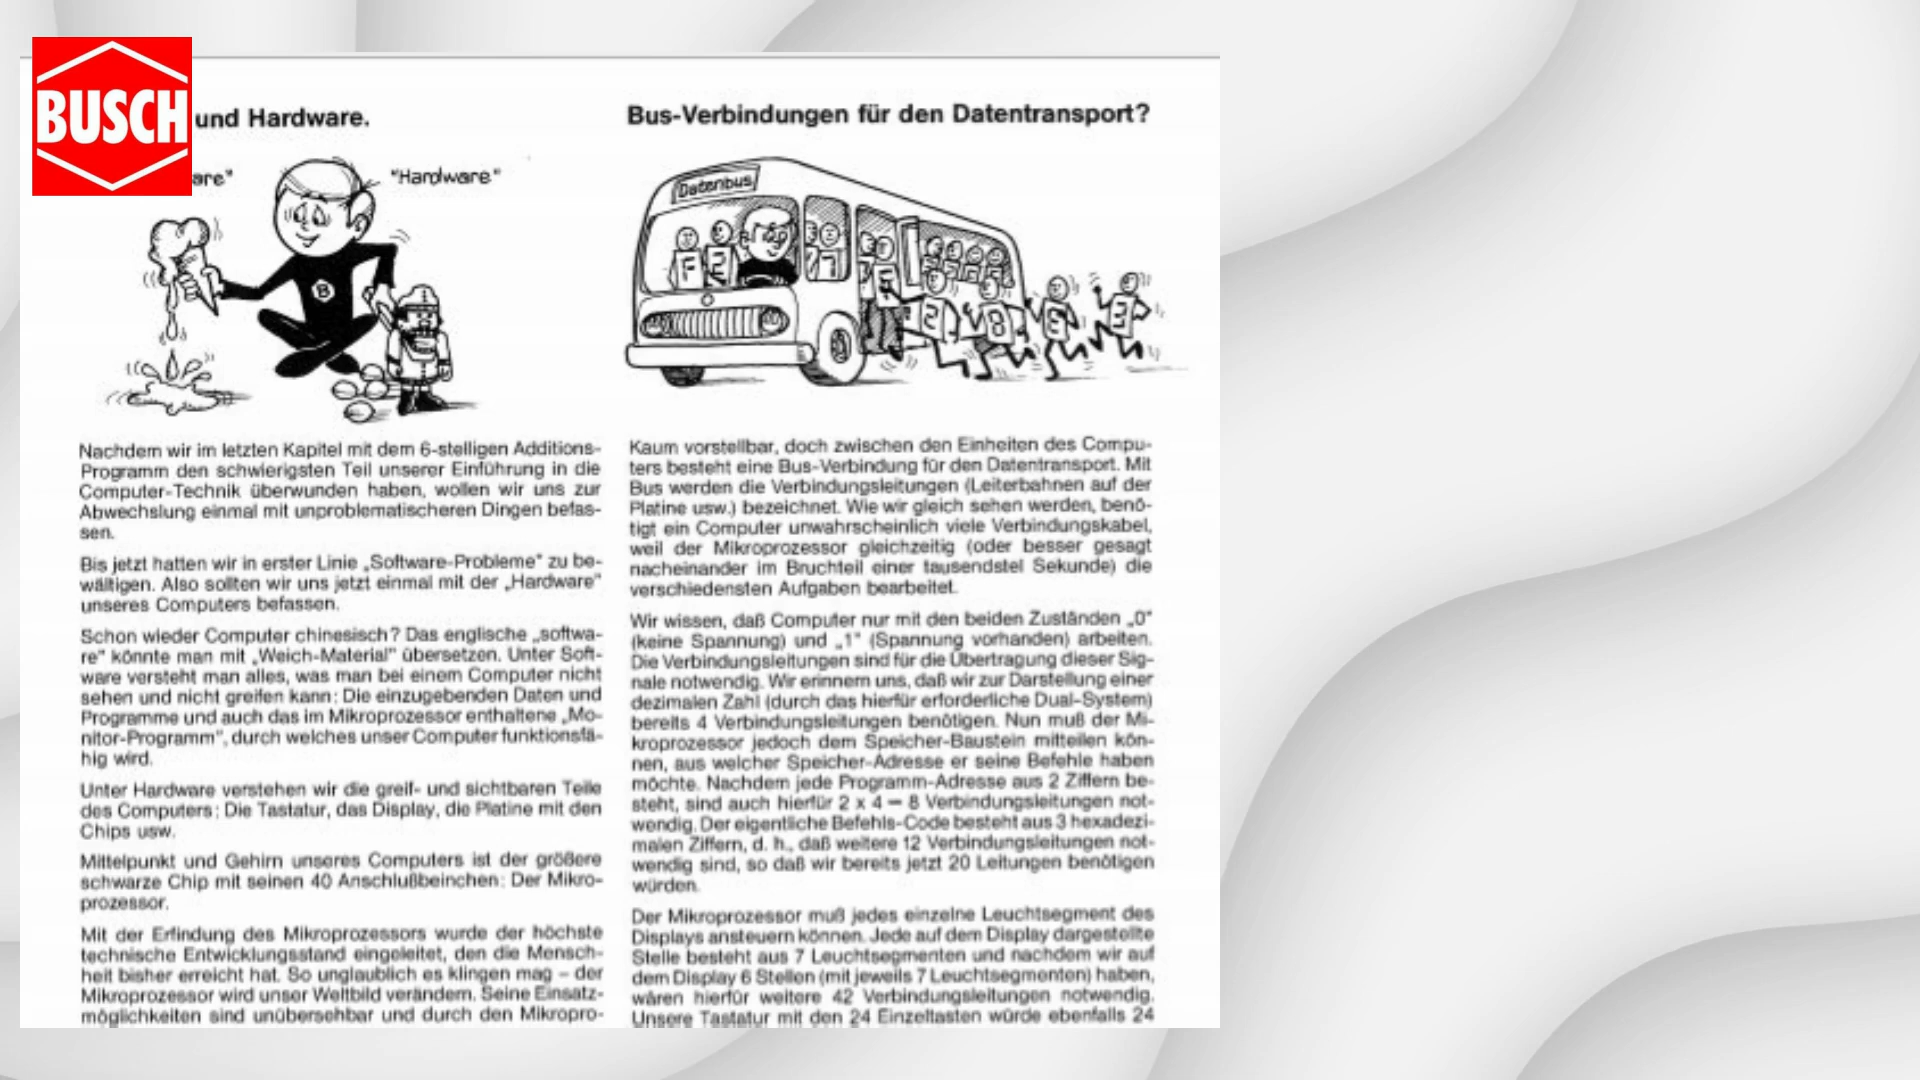 BUSCH
und Hardware.
are"
"Hardware"
B
Nachdem wir im letzten Kapitel mit dem 6-stelligen Additions-
Programm den schwierigsten Teil unserer Einführung in die
Computer-Technik überwunden haben, wollen wir uns zur
Abwechslung einmal mit unproblematischeren Dingen befas-
sen.
Bis jetzt hatten wir in erster Linie „Software-Probleme" zu be-
wältigen. Also sollten wir uns jetzt einmal mit der „Hardware"
unseres Computers befassen.
Schon wieder Computer chinesisch? Das englische „softwa-
re" könnte man mit „Weich-Material" übersetzen. Unter Soft-
ware versteht man alles, was man bei einem Computer nicht
sehen und nicht greifen kann: Die einzugebenden Daten und
Programme und auch das im Mikroprozessor enthaltene „Mo-
nitor-Programm", durch welches unser Computer funktionsfä-
hig wird.
Unter Hardware verstehen wir die greif- und sichtbaren Teile
des Computers: Die Tastatur, das Display, die Platine mit den
Chips usw.
Mittelpunkt und Gehirn unseres Computers ist der größere
schwarze Chip mit seinen 40 Anschlußbeinchen: Der Mikro-
prozessor.
Mit der Erfindung des Mikroprozessors wurde der höchste
technische Entwicklungsstand eingeleitet, den die Mensch-
heit bisher erreicht hat. So unglaublich es klingen mag – der
Mikroprozessor wird unser Weltbild verändern. Seine Einsatz-
möglichkeiten sind unübersehbar und durch den Mikropro-
Bus-Verbindungen für den Datentransport?
Datenbus
F 2
7
F 2 8 3
Kaum vorstellbar, doch zwischen den Einheiten des Compu-
ters besteht eine Bus-Verbindung für den Datentransport. Mit
Bus werden die Verbindungsleitungen (Leiterbahnen auf der
Platine usw.) bezeichnet. Wie wir gleich sehen werden, benö-
tigt ein Computer unwahrscheinlich viele Verbindungskabel,
weil der Mikroprozessor gleichzeitig (oder besser gesagt
nacheinander im Bruchteil einer tausendstel Sekunde) die
verschiedensten Aufgaben bearbeitet.
Wir wissen, daß Computer nur mit den beiden Zuständen „0"
(keine Spannung) und „1" (Spannung vorhanden) arbeiten.
Die Verbindungsleitungen sind für die Übertragung dieser Sig-
nale notwendig. Wir erinnern uns, daß wir zur Darstellung einer
dezimalen Zahl (durch das hierfür erforderliche Dual-System)
bereits 4 Verbindungsleitungen benötigen. Nun muß der Mi-
kroprozessor jedoch dem Speicher-Baustein mitteilen kön-
nen, aus welcher Speicher-Adresse er seine Befehle haben
möchte. Nachdem jede Programm-Adresse aus 2 Ziffern be-
steht, sind auch hierfür 2 x 4 = 8 Verbindungsleitungen not-
wendig. Der eigentliche Befehls-Code besteht aus 3 hexadezi-
malen Ziffern, d. h., daß weitere 12 Verbindungsleitungen not-
wendig sind, so daß wir bereits jetzt 20 Leitungen benötigen
würden.
Der Mikroprozessor muß jedes einzelne Leuchtsegment des
Displays ansteuern können. Jede auf dem Display dargestellte
Stelle besteht aus 7 Leuchtsegmenten und nachdem wir auf
dem Display 6 Stellen (mit jeweils 7 Leuchtsegmenten) haben,
wären hierfür weitere 42 Verbindungsleitungen notwendig.
Unsere Tastatur mit den 24 Einzeltasten würde ebenfalls 24